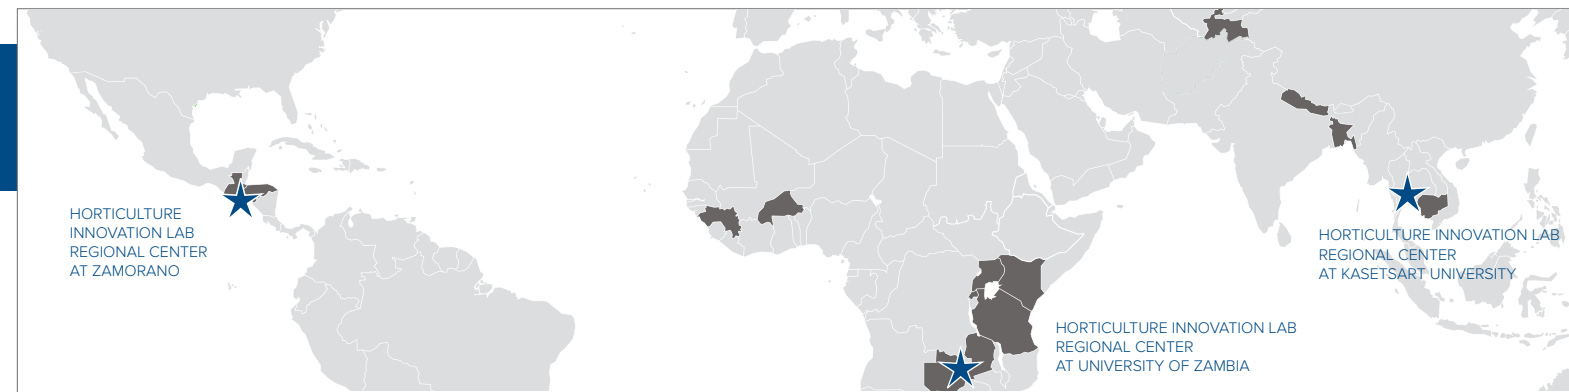 HORTICULTURE
INNOVATION LAB
REGIONAL CENTER
AT ZAMORANO
HORTICULTURE INNOVATION LAB
REGIONAL CENTER
AT KASETSART UNIVERSITY
HORTICULTURE INNOVATION LAB
REGIONAL CENTER
AT UNIVERSITY OF ZAMBIA